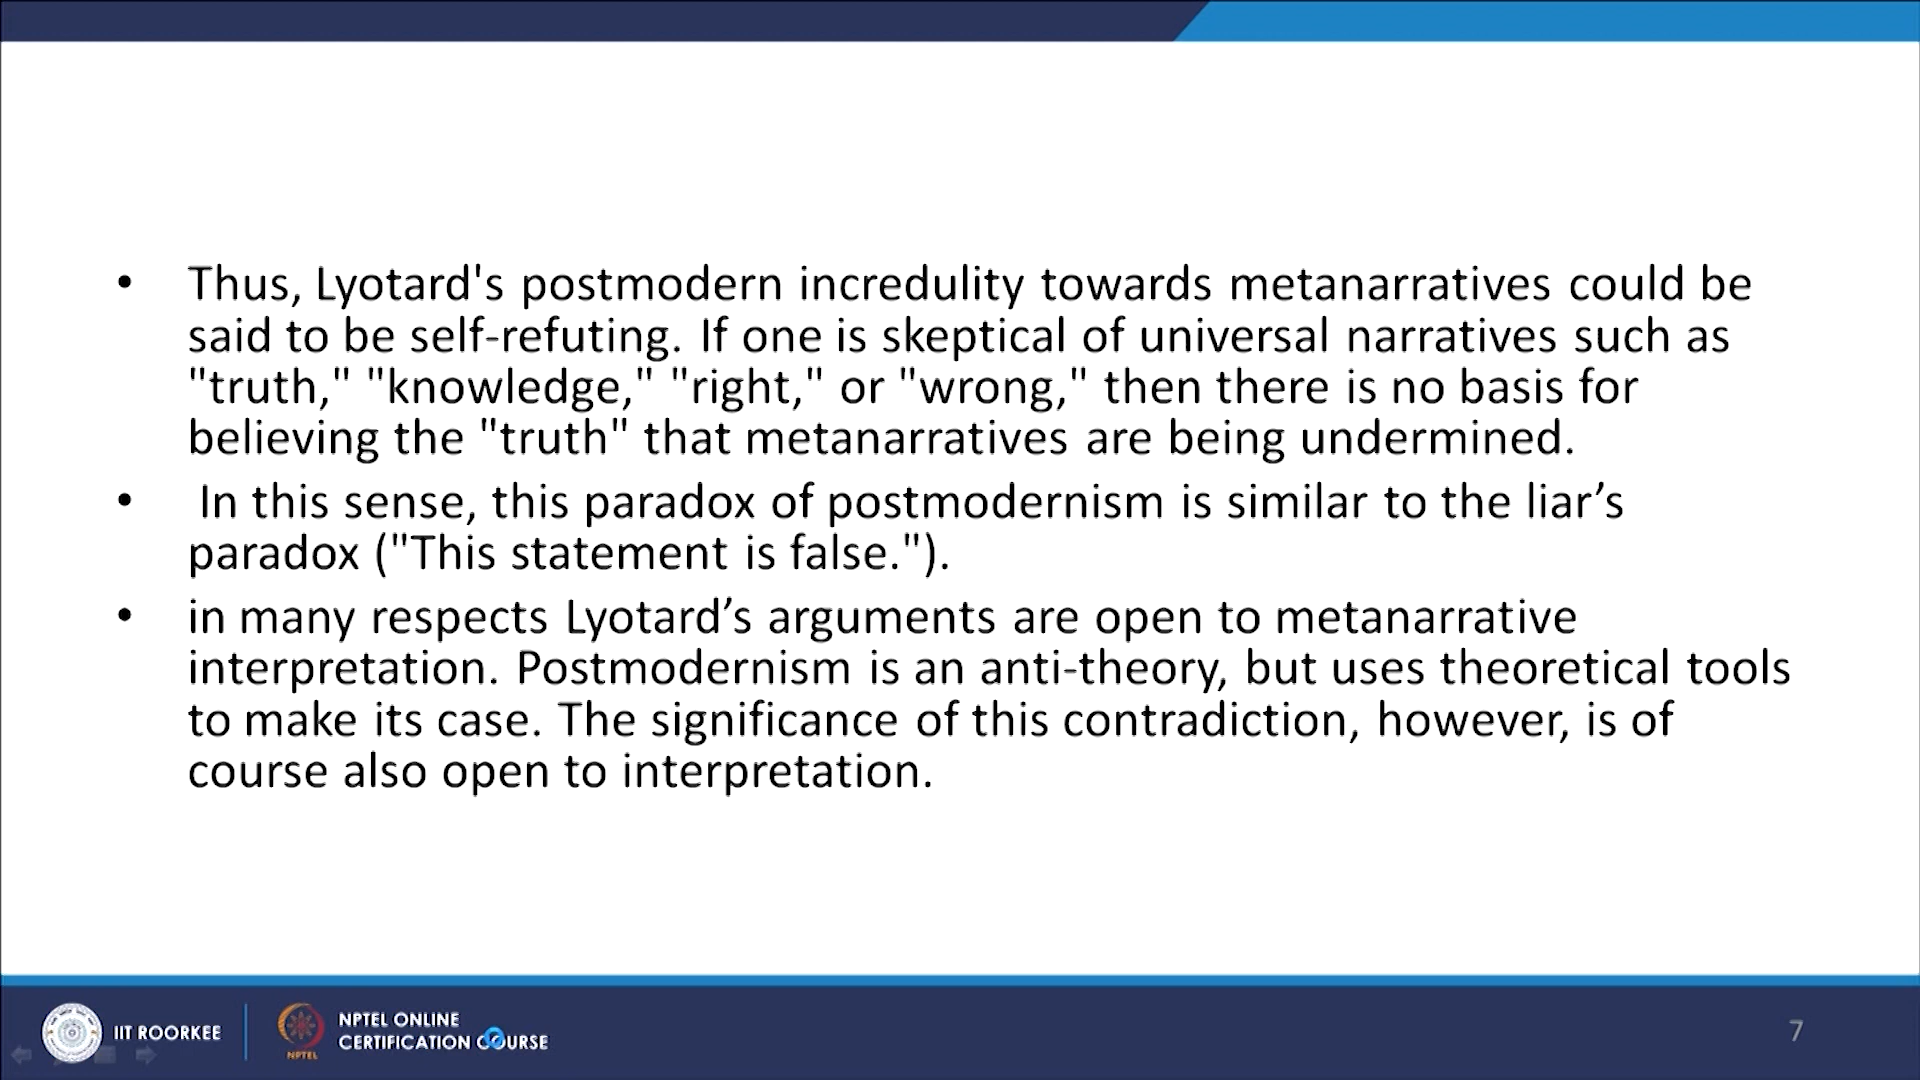 • Thus, Lyotard's postmodern incredulity towards metanarratives could be
said to be self-refuting. If one is skeptical of universal narratives such as
"truth," "knowledge," "right," or "wrong," then there is no basis for
believing the "truth" that metanarratives are being undermined.
• In this sense, this paradox of postmodernism is similar to the liar’s
paradox ("This statement is false.").
• in many respects Lyotard’s arguments are open to metanarrative
interpretation. Postmodernism is an anti-theory, but uses theoretical tools
to make its case. The significance of this contradiction, however, is of
course also open to interpretation.
IIT ROORKEE
NPTEL
NPTEL ONLINE
CERTIFICATION COURSE
7